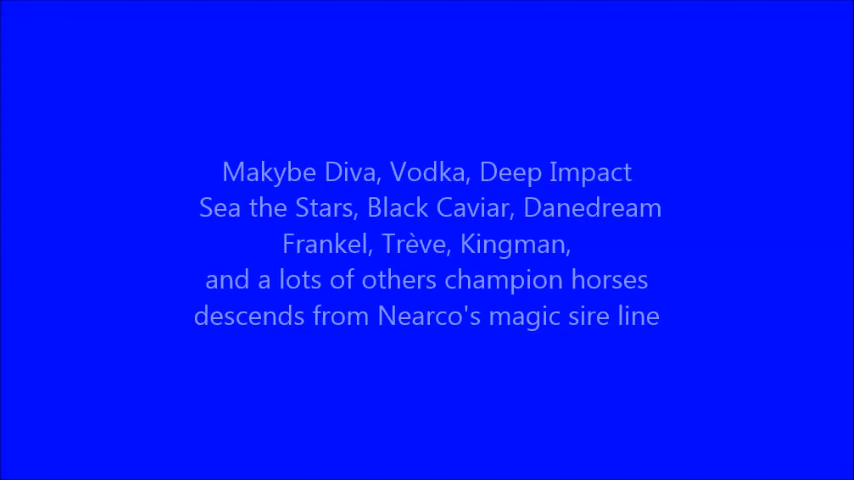 Makybe Diva, Vodka, Deep Impact
Sea the Stars, Black Caviar, Danedream
Frankel, Trève, Kingman,
and a lots of others champion horses
descends from Nearco's magic sire line